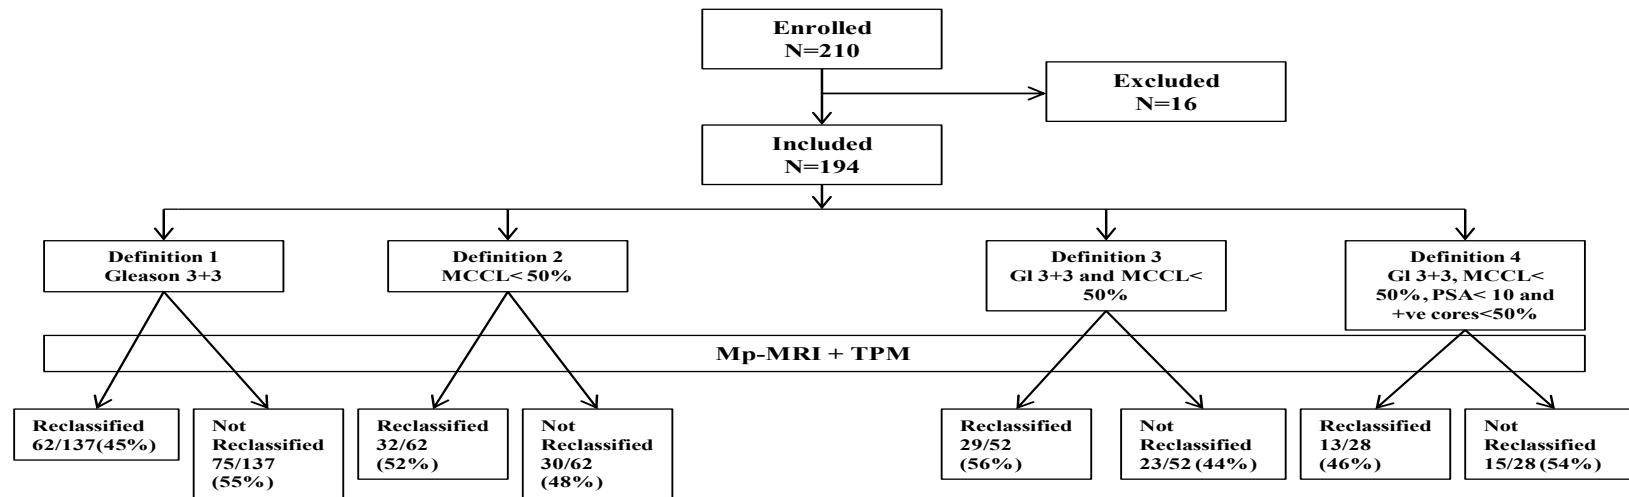 Enrolled
N=210
Excluded
N=16
Included
N=194
Definition 1
Gleason 3+3
Definition 2
MCCL< 50%
Definition 3
Gl 3+3 and MCCL<
50%
Definition 4
Gl 3+3, MCCL<
50%, PSA< 10 and
+ve cores<50%
Mp-MRI + TPM
Reclassified
62/137(45%)
Not
Reclassified
75/137
(55%)
Reclassified
32/62
(52%)
Not
Reclassified
30/62
(48%)
Reclassified
29/52
(56%)
Not
Reclassified
23/52 (44%)
Reclassified
13/28
(46%)
Not
Reclassified
15/28 (54%)